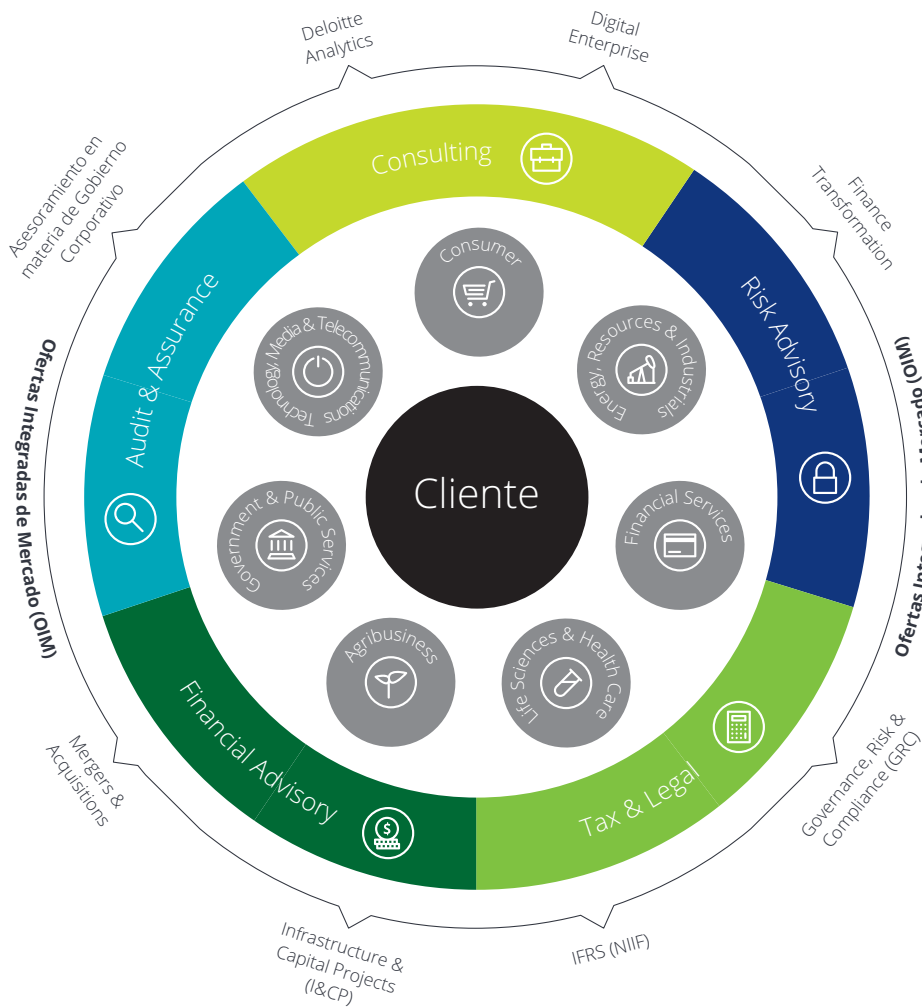 Deloitte
Analytics
Digital
Enterprise
Asesoramiento en
materia de Gobierno
Corporativo
Finance
Transformation
Ofertas Integradas de Mercado (OIM)
Consulting
Audit & Assurance
Risk Advisory
Consumer
Technology, Media & Telecommunications
Energy, Resources & Industrials
Cliente
Government & Public Services
Financial Services
Agribusiness
Life Sciences & Health Care
Financial Advisory
$
Tax & Legal
Mergers &
Acquisitions
Governance, Risk &
Compliance (GRC)
Infrastructure &
Capital Projects
(I&CP)
IFRS (NIIF)
Ofertas
(OIM)